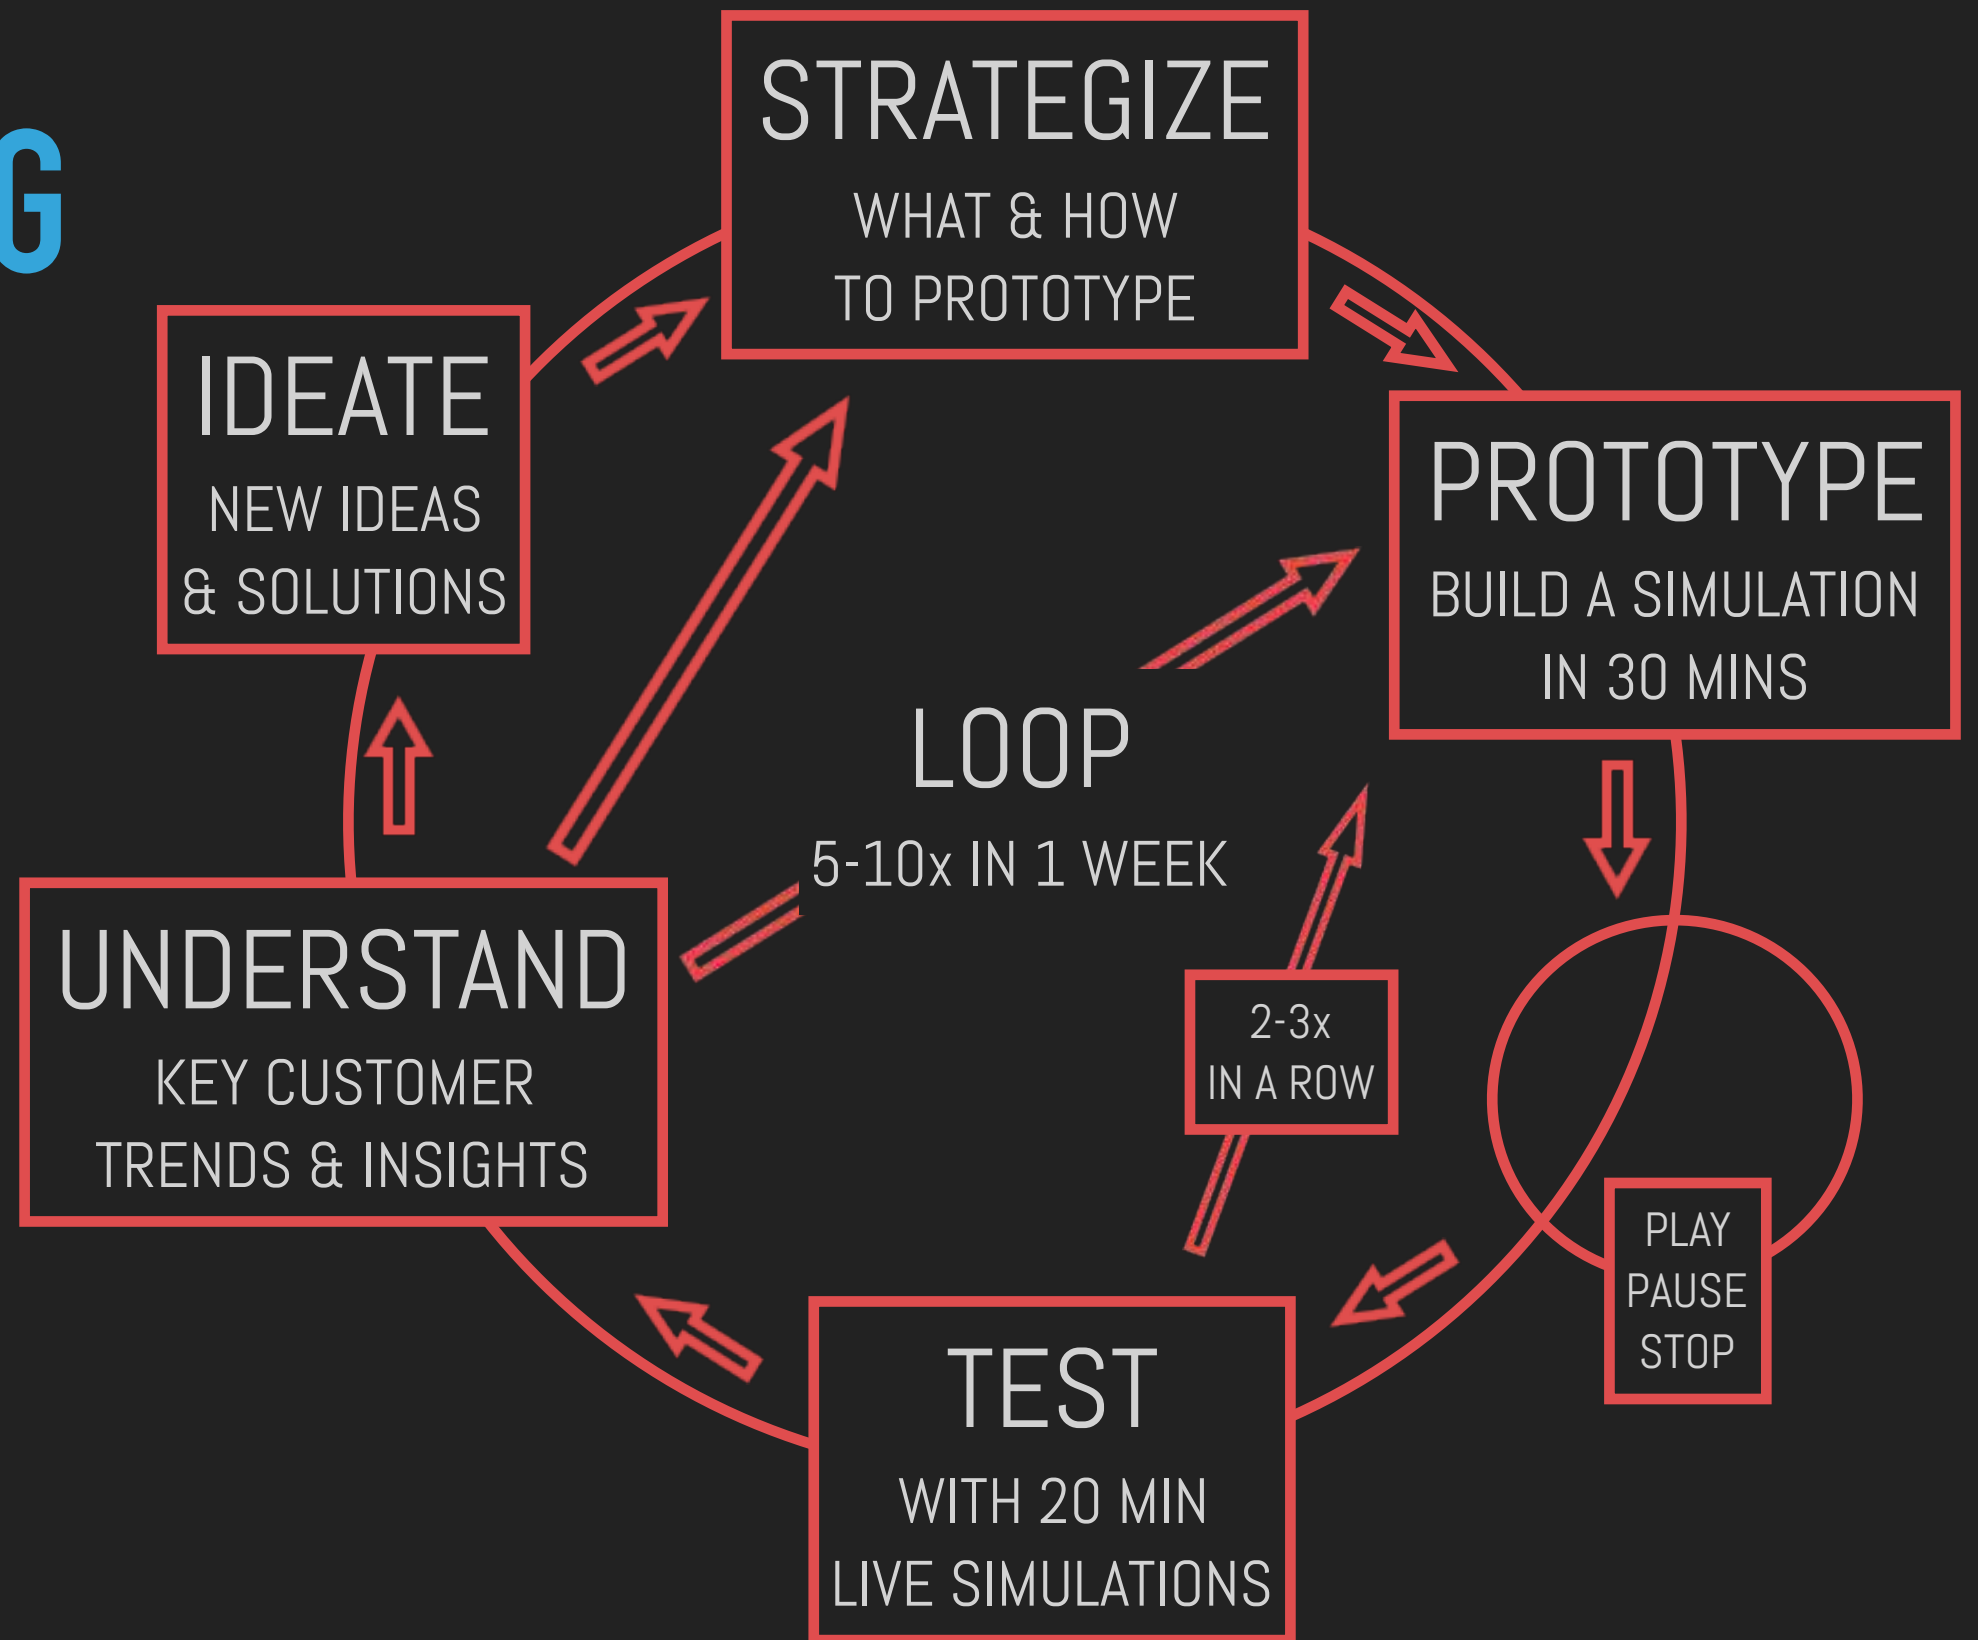 G
STRATEGIZE
WHAT & HOW
TO PROTOTYPE
IDEATE
NEW IDEAS
& SOLUTIONS
PROTOTYPE
BUILD A SIMULATION
IN 30 MINS
LOOP
5-10x IN 1 WEEK
UNDERSTAND
KEY CUSTOMER
TRENDS & INSIGHTS
2-3x
IN A ROW
PLAY
PAUSE
STOP
TEST
WITH 20 MIN
LIVE SIMULATIONS